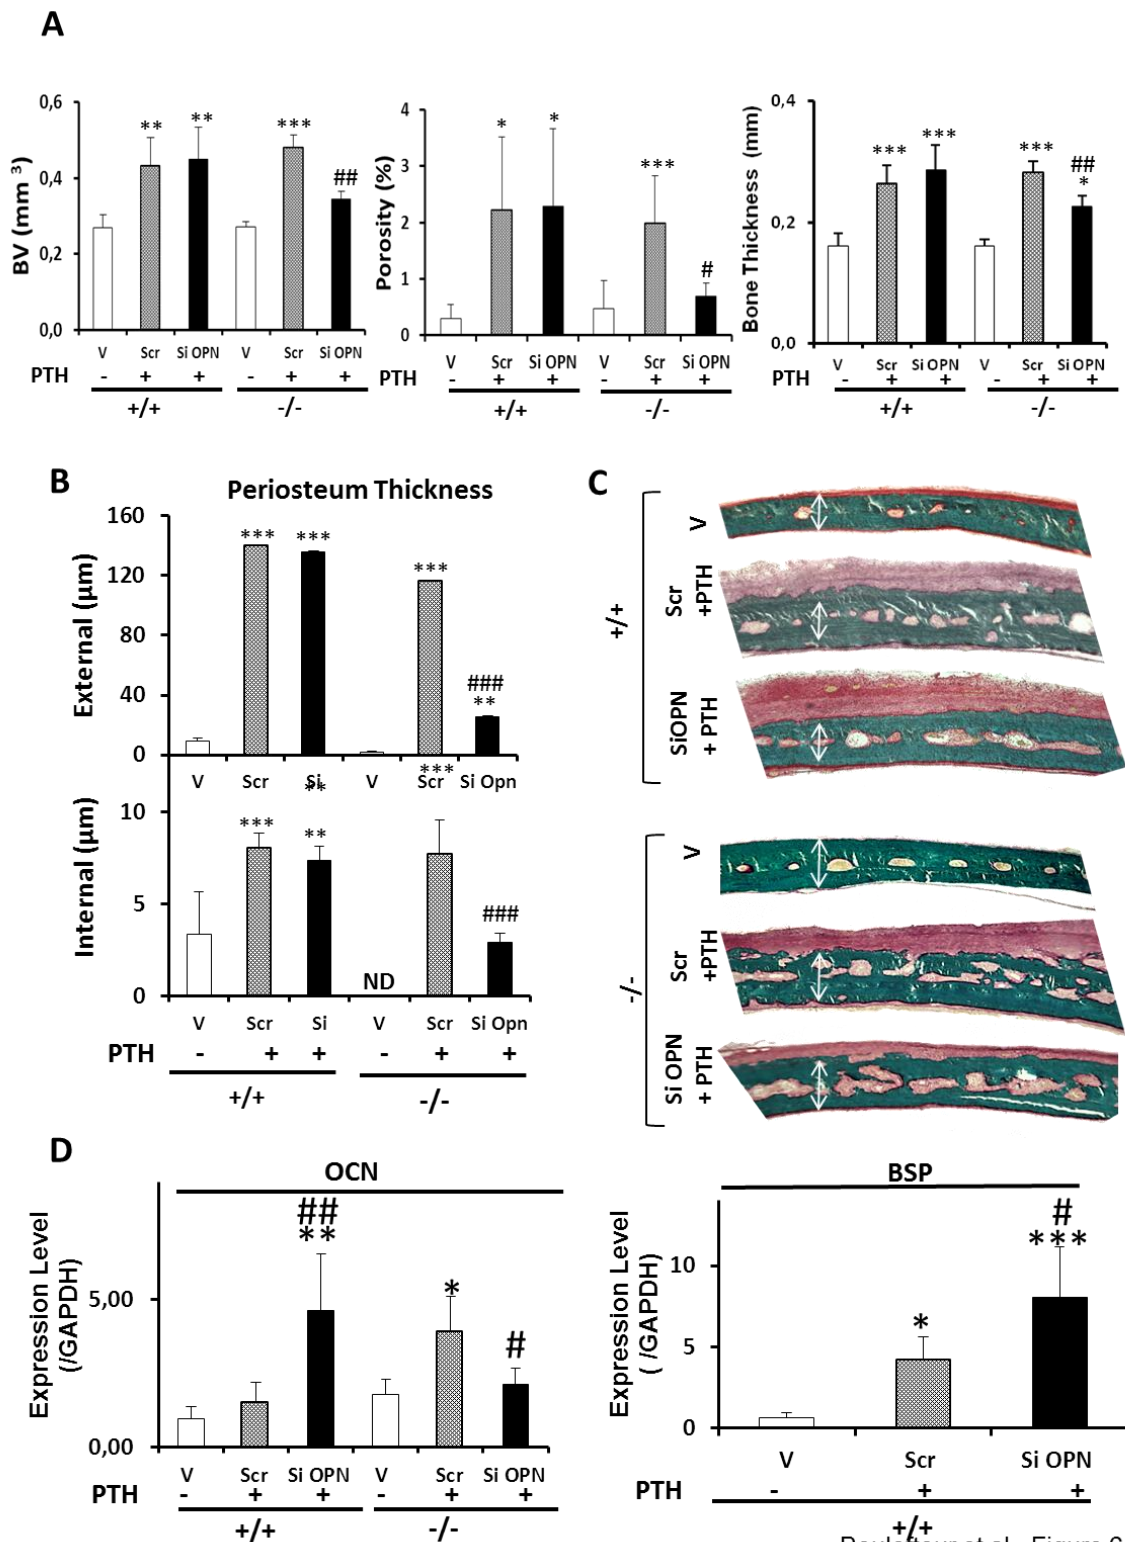 A
BV (mm 3)
0,6
0,4
0,2
0,0
** ** *** ##
V Scr Si OPN V Scr Si OPN
PTH - + + - + +
+/+ -/-
Porosity (%)
4
3
2
1
0
* * *** #
V Scr Si OPN V Scr Si OPN
PTH - + + - + +
+/+ -/-
Bone Thickness (mm)
0,4
0,2
0,0
*** *** *** ##
*
V Scr Si OPN V Scr Si OPN
PTH - + + - + +
+/+ -/-
B
Periosteum Thickness
External (µm)
160
120
80
40
0
*** *** *** ###
**
V Scr Si V Scr Si Opn
** ***
Internal (µm)
10
5
0
*** ** ###
ND
V Scr Si V Scr Si Opn
PTH - + + - + +
+/+ -/-
C
+/+
V
Scr
+PTH
SiOPN
+ PTH
-/-
V
Scr
+PTH
Si OPN
+ PTH
D
OCN
Expression Level
(/GAPDH)
5,00
0,00
##
** * #
V Scr Si OPN V Scr Si OPN
PTH - + + - + +
+/+ -/-
BSP
Expression Level
( /GAPDH)
10
5
0
* #
***
V Scr Si OPN
PTH - + +
+/+
et al Figure